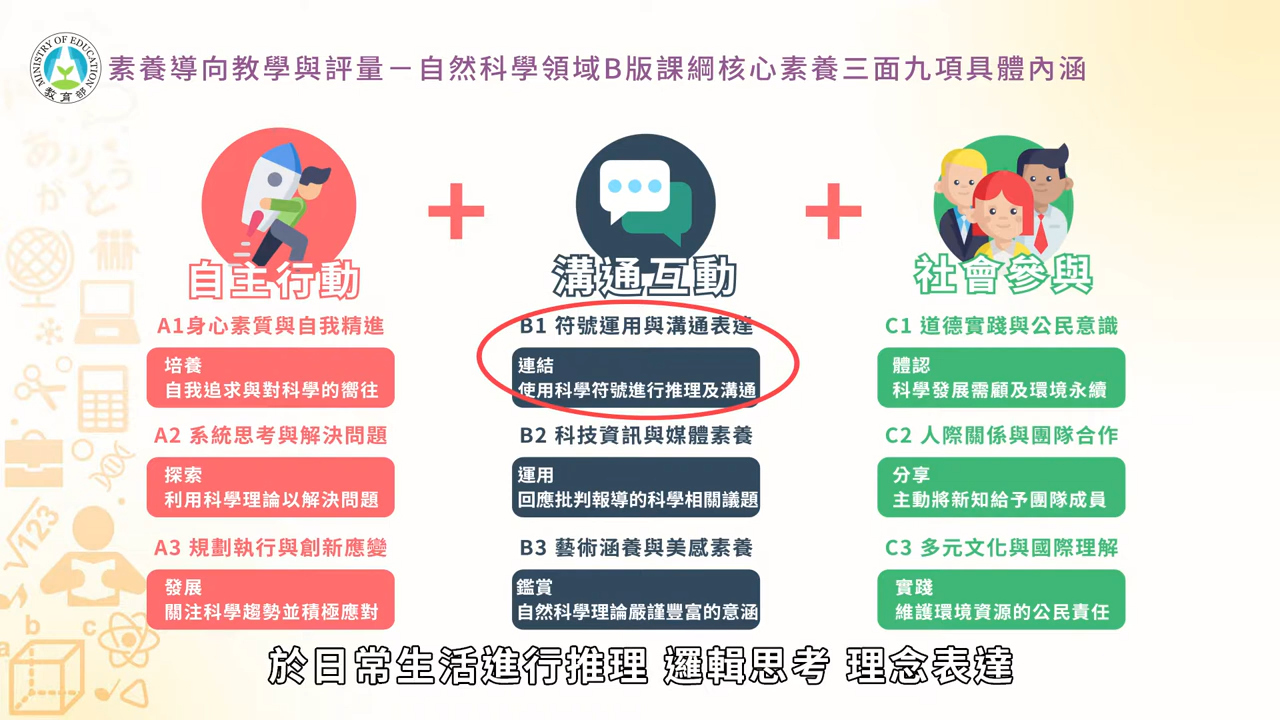 MINISTRY OF EDUCATION
教育部
素養導向教學與評量－自然科學領域B版課綱核心素養三面九項具體內涵
自主行動
A1身心素質與自我精進
培養
自我追求與對科學的嚮往
A2 系統思考與解決問題
探索
利用科學理論以解決問題
A3 規劃執行與創新應變
發展
關注科學趨勢並積極應對
溝通互動
B1 符號運用與溝通表達
連結
使用科學符號進行推理及溝通
B2 科技資訊與媒體素養
運用
回應批判報導的科學相關議題
B3 藝術涵養與美感素養
鑑賞
自然科學理論嚴謹豐富的意涵
社會參與
C1 道德實踐與公民意識
體認
科學發展需顧及環境永續
C2 人際關係與團隊合作
分享
主動將新知給予團隊成員
C3 多元文化與國際理解
實踐
維護環境資源的公民責任
あ り とう
が ど
√123
a b c
於日常生活進行推理 邏輯思考 理念表達